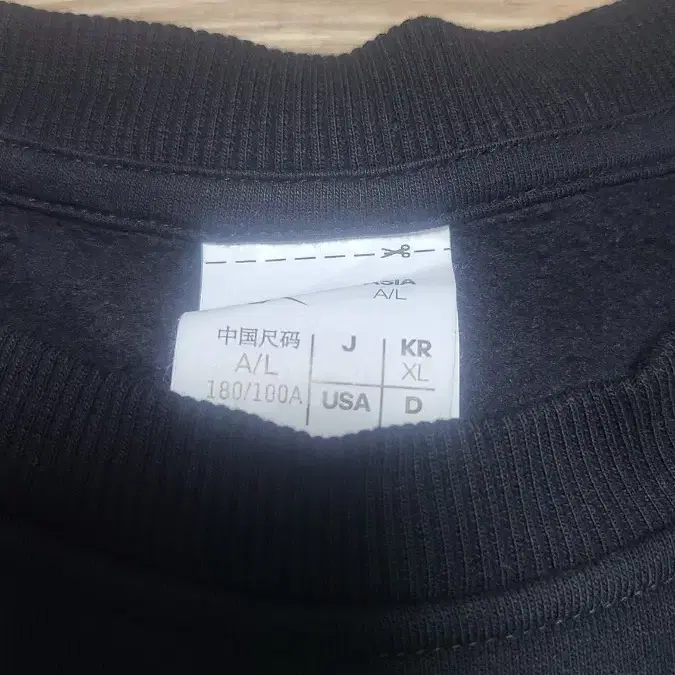 ASIA
A/L
中国尺码
A/L
180/100A
J
KR
XL
USA
D